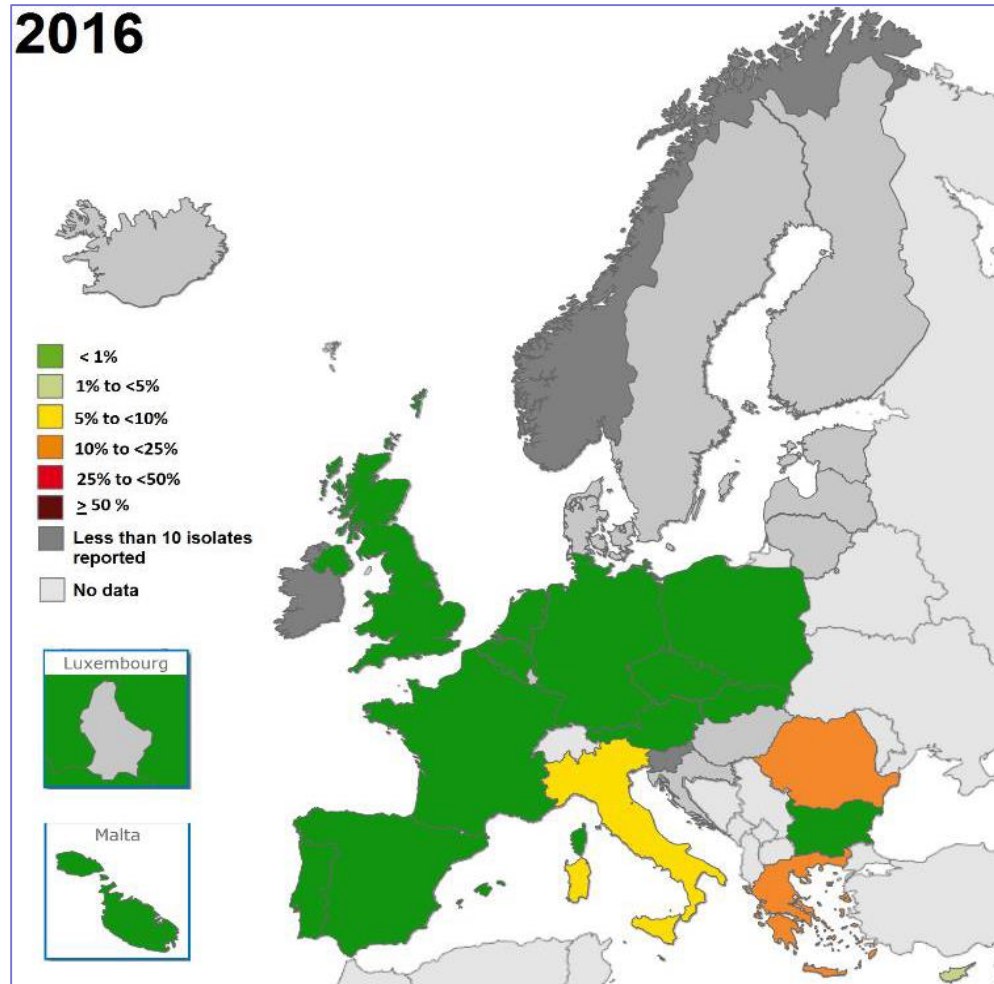 2016
< 1%
1% to <5%
5% to <10%
10% to <25%
25% to <50%
≥ 50 %
Less than 10 isolates
reported
No data
Luxembourg
Malta